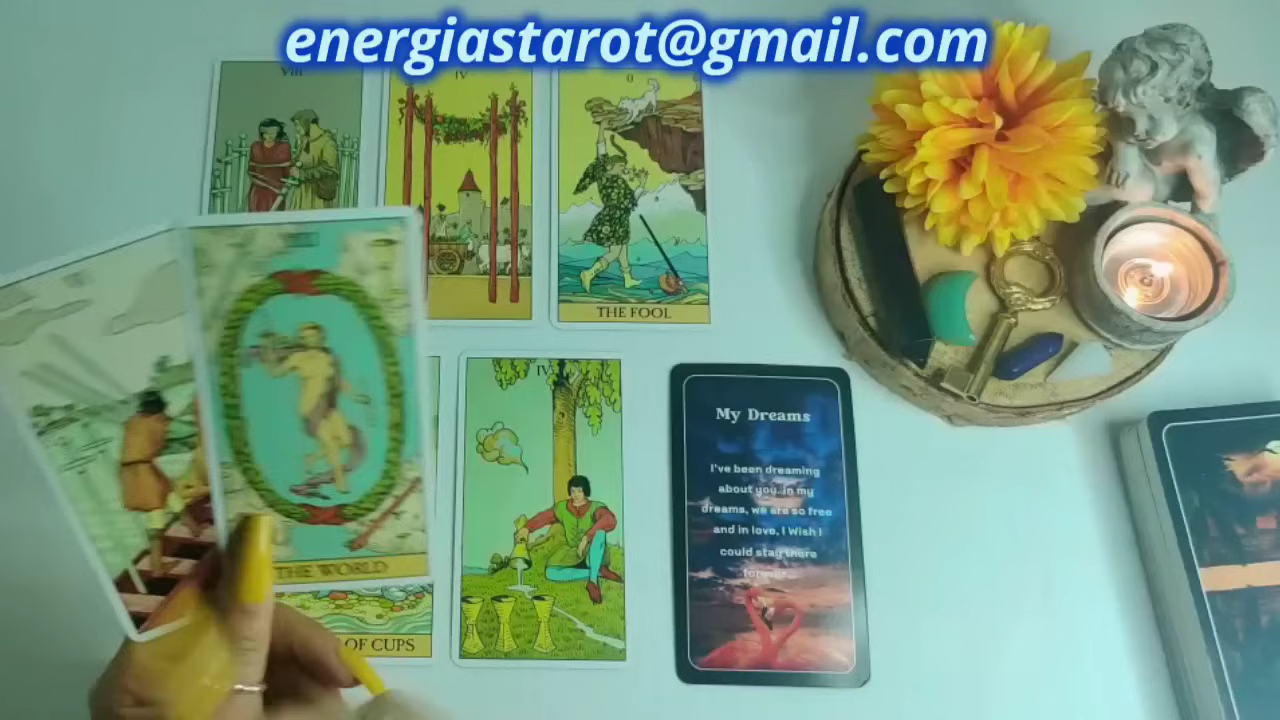 energiastarot@gmail.com
VIII
IV
0
THE FOOL
IV
THE WORLD
OF CUPS
My Dreams
I've been dreaming
about you. In my
dreams, we are so free
and in love, I Wish I
could stay there
forever...